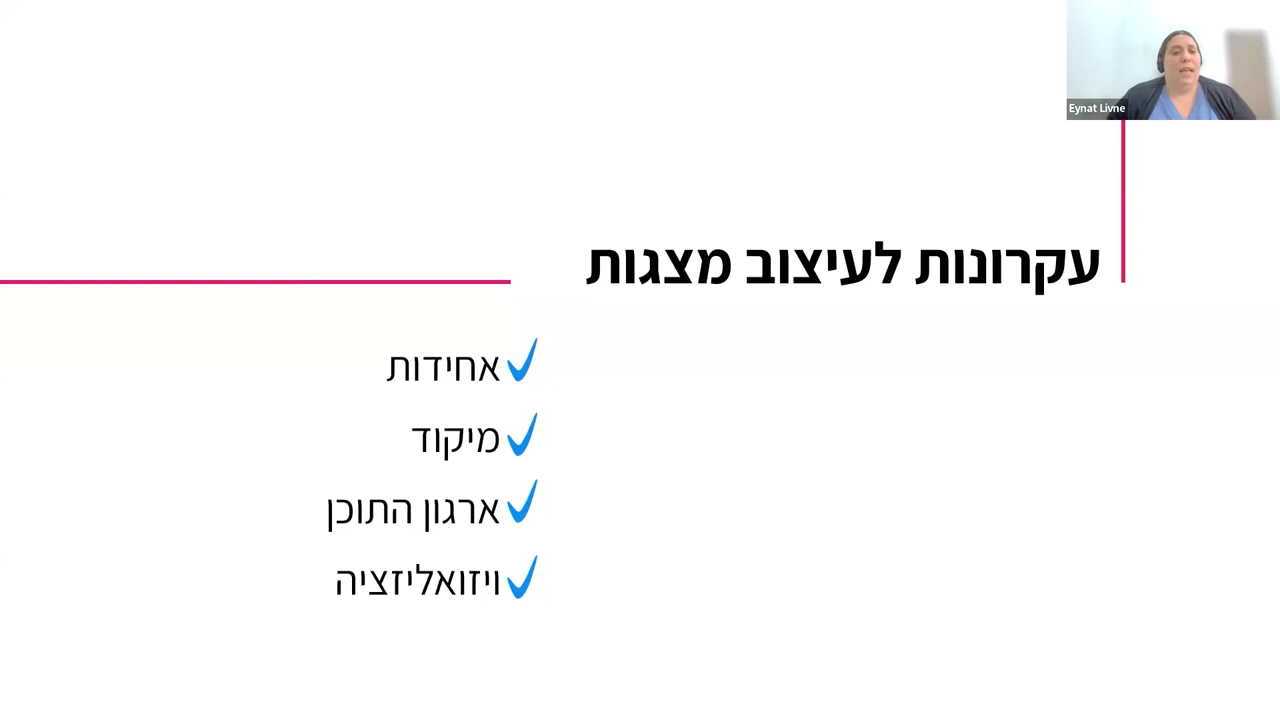 Eynat Livne
עקרונות לעיצוב מצגות
אחידות
מיקוד
ארגון התוכן
ויזואליזציה